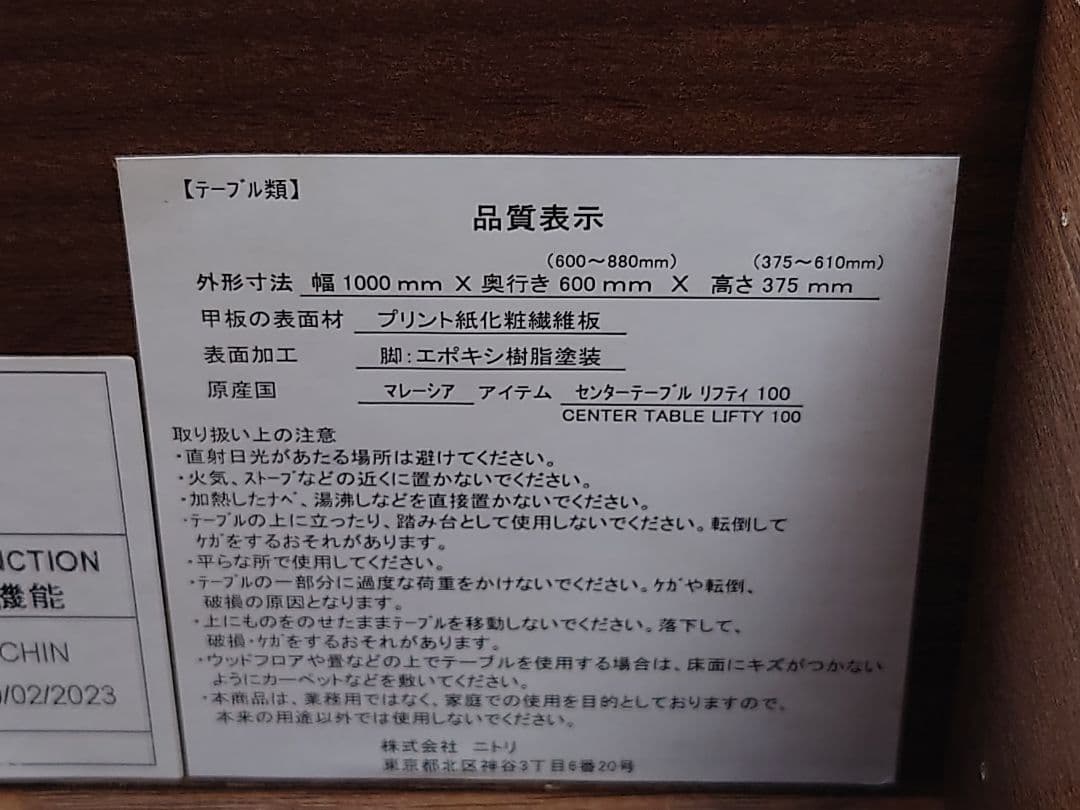 【テーブル類】
品質表示
(600～880mm) (375～610mm)
外形寸法 幅 1000 mm X 奥行き 600 mm X 高さ 375 mm
甲板の表面材 プリント紙化粧繊維板
表面加工 脚：エポキシ樹脂塗装
原産国 マレーシア アイテム センターテーブル リフティ 100
CENTER TABLE LIFTY 100
取り扱い上の注意
・直射日光があたる場所は避けてください。
・火気、ストーブなどの近くに置かないでください。
・加熱したナベ、湯沸しなどを直接置かないでください。
・テーブルの上に立ったり、踏み台として使用しないでください。転倒して
ケガをするおそれがあります。
・平らな所で使用してください。
・テーブルの一部分に過度な荷重をかけないでください。ケガや転倒、
破損の原因となります。
・上にものをのせたままテーブルを移動しないでください。落下して、
破損・ケガをするおそれがあります。
・ウッドフロアや畳などの上でテーブルを使用する場合は、床面にキズがつかない
ようにカーペットなどを敷いてください。
・本商品は、業務用ではなく、家庭での使用を目的としておりますので、
本来の用途以外では使用しないでください。
株式会社 ニトリ
東京都北区神谷3丁目6番20号
NCTION
機能
CHIN
/02/2023